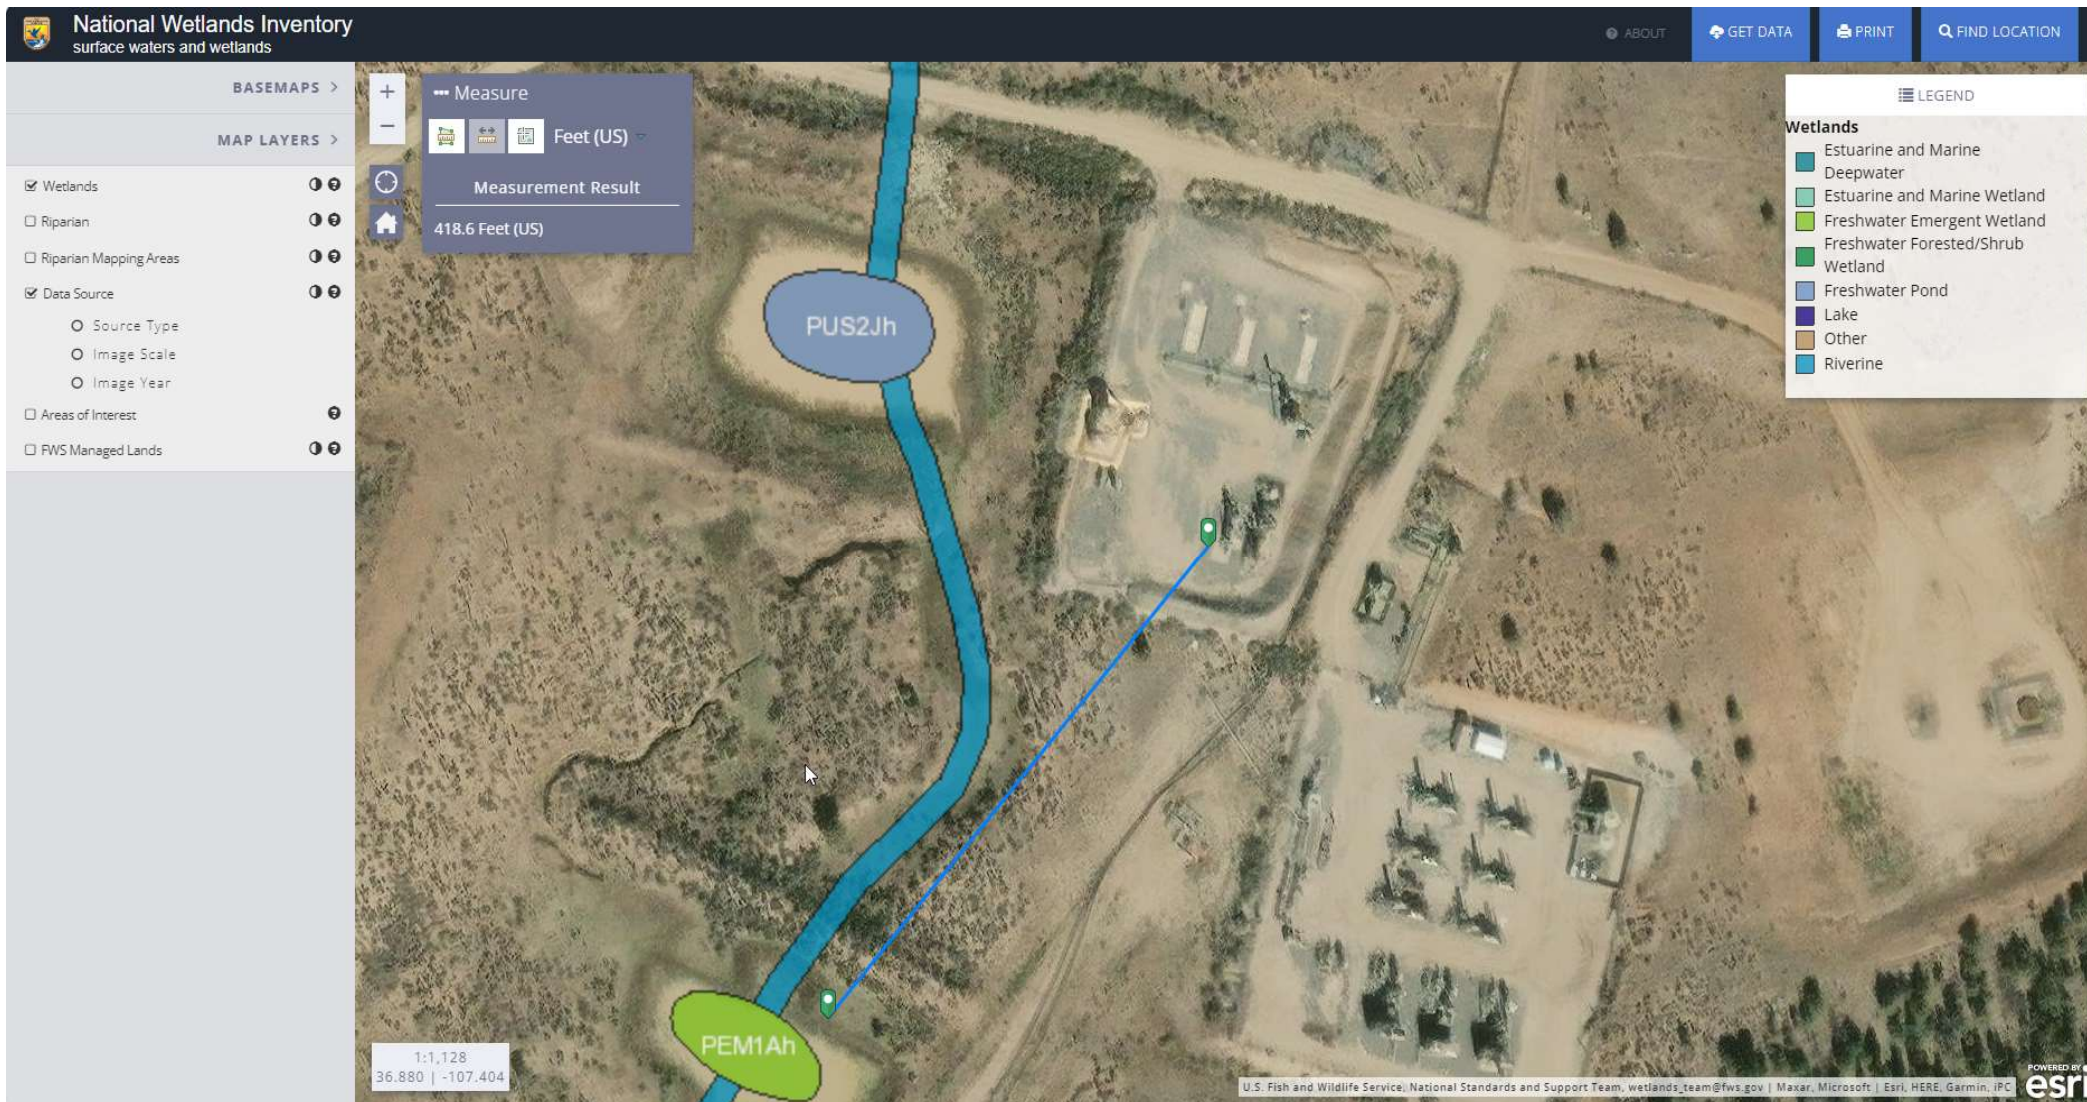 National Wetlands Inventory
surface waters and wetlands
ABOUT
GET DATA
PRINT
FIND LOCATION
BASEMAPS
MAP LAYERS
Wetlands
Riparian
Riparian Mapping Areas
Data Source
Source Type
Image Scale
Image Year
Areas of Interest
FWS Managed Lands
+
−
Measure
Feet (US)
Measurement Result
418.6 Feet (US)
PUS2Jh
PEM1Ah
LEGEND
Wetlands
Estuarine and Marine
Deepwater
Estuarine and Marine Wetland
Freshwater Emergent Wetland
Freshwater Forested/Shrub
Wetland
Freshwater Pond
Lake
Other
Riverine
1:1,128
36.880 | -107.404
U.S. Fish and Wildlife Service, National Standards and Support Team, wetlands_team@fws.gov | Maxar, Microsoft | Esri, HERE, Garmin, iPC
POWERED BY
esri